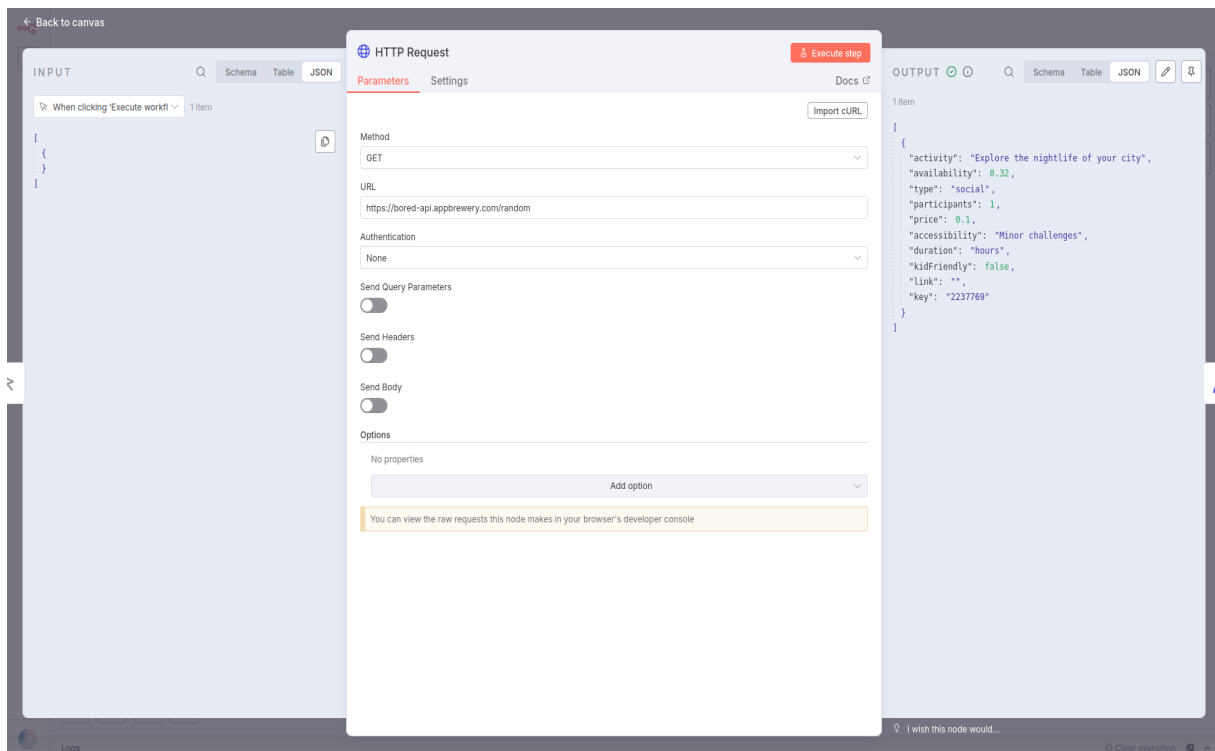 ← Back to canvas
INPUT
Schema Table JSON
When clicking 'Execute workfl
1 item
[
{
}
]
HTTP Request
Execute step
Parameters Settings
Docs
Import cURL
Method
GET
URL
https://bored-api.appbrewery.com/random
Authentication
None
Send Query Parameters
Send Headers
Send Body
Options
No properties
Add option
You can view the raw requests this node makes in your browser's developer console
OUTPUT
Schema Table JSON
1 item
[
{
"activity": "Explore the nightlife of your city",
"availability": 0.32,
"type": "social",
"participants": 1,
"price": 0.1,
"accessibility": "Minor challenges",
"duration": "hours",
"kidFriendly": false,
"link": "",
"key": "2237769"
}
]
I wish this node would...
Logs
Clear execution